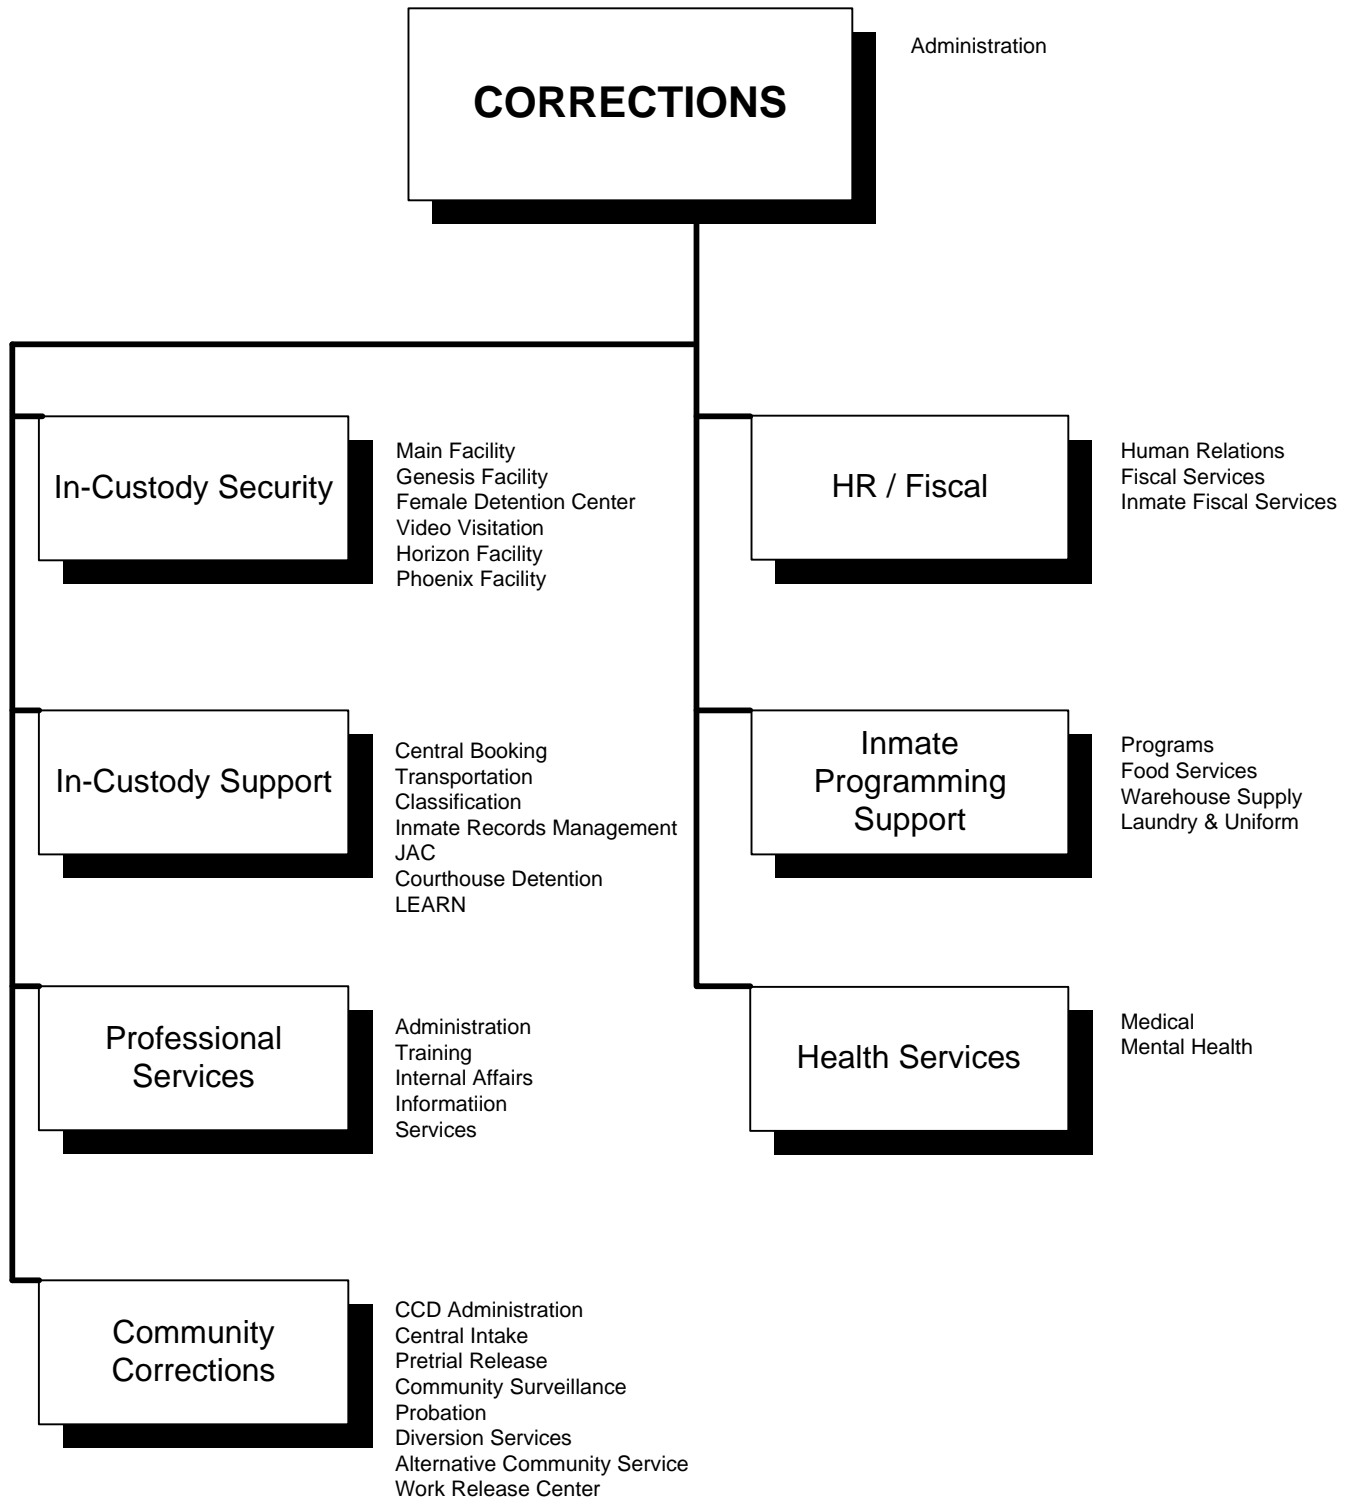 CORRECTIONS
Administration
In-Custody Security
Main Facility
Genesis Facility
Female Detention Center
Video Visitation
Horizon Facility
Phoenix Facility
HR / Fiscal
Human Relations
Fiscal Services
Inmate Fiscal Services
In-Custody Support
Central Booking
Transportation
Classification
Inmate Records Management
JAC
Courthouse Detention
LEARN
Inmate
Programming
Support
Programs
Food Services
Warehouse Supply
Laundry & Uniform
Professional
Services
Administration
Training
Internal Affairs
Informatiion
Services
Health Services
Medical
Mental Health
Community
Corrections
CCD Administration
Central Intake
Pretrial Release
Community Surveillance
Probation
Diversion Services
Alternative Community Service
Work Release Center